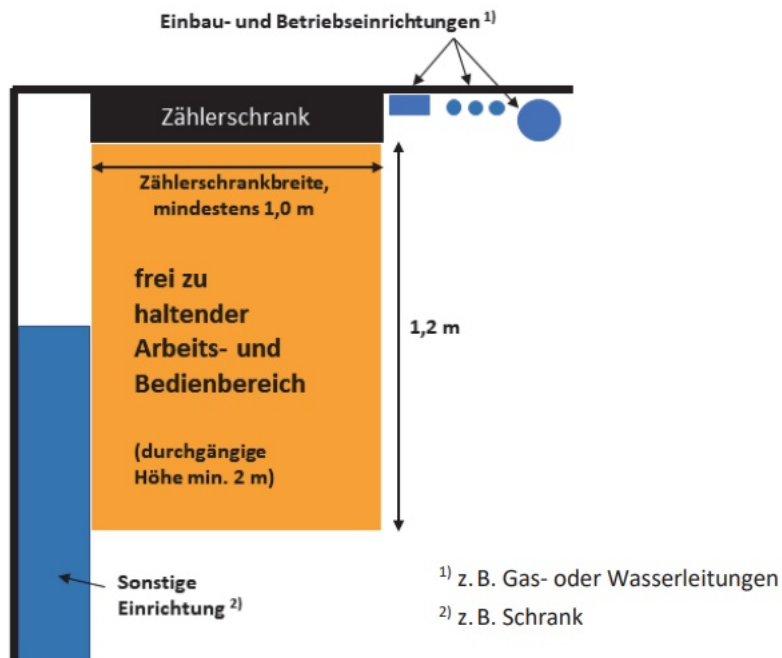 Einbau- und Betriebseinrichtungen ¹⁾
Zählerschrank
Zählerschrankbreite,
mindestens 1,0 m
frei zu
haltender
Arbeits- und
Bedienbereich
1,2 m
(durchgängige
Höhe min. 2 m)
Sonstige
Einrichtung ²⁾
¹⁾ z. B. Gas- oder Wasserleitungen
²⁾ z. B. Schrank